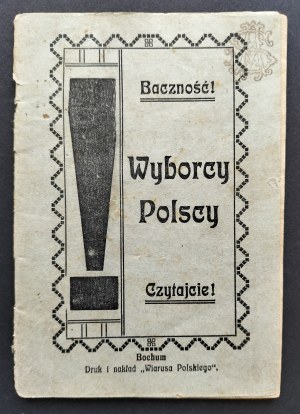 Baczność!
Wyborcy
Polscy
Czytajcie!
Bochum
Druk i nakład „Wiarusa Polskiego“.